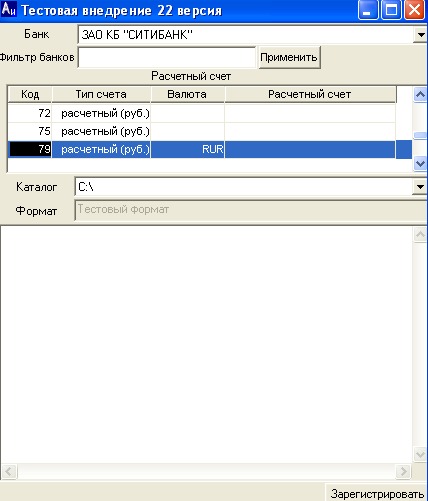 Ан Тестовая внедрение 22 версия
Банк ЗАО КБ "СИТИБАНК"
Фильтр банков Применить
Расчетный счет
Код Тип счета Валюта Расчетный счет
72 расчетный (руб.)
75 расчетный (руб.)
79 расчетный (руб.) RUR
Каталог C:\
Формат Тестовый формат
Зарегистрировать